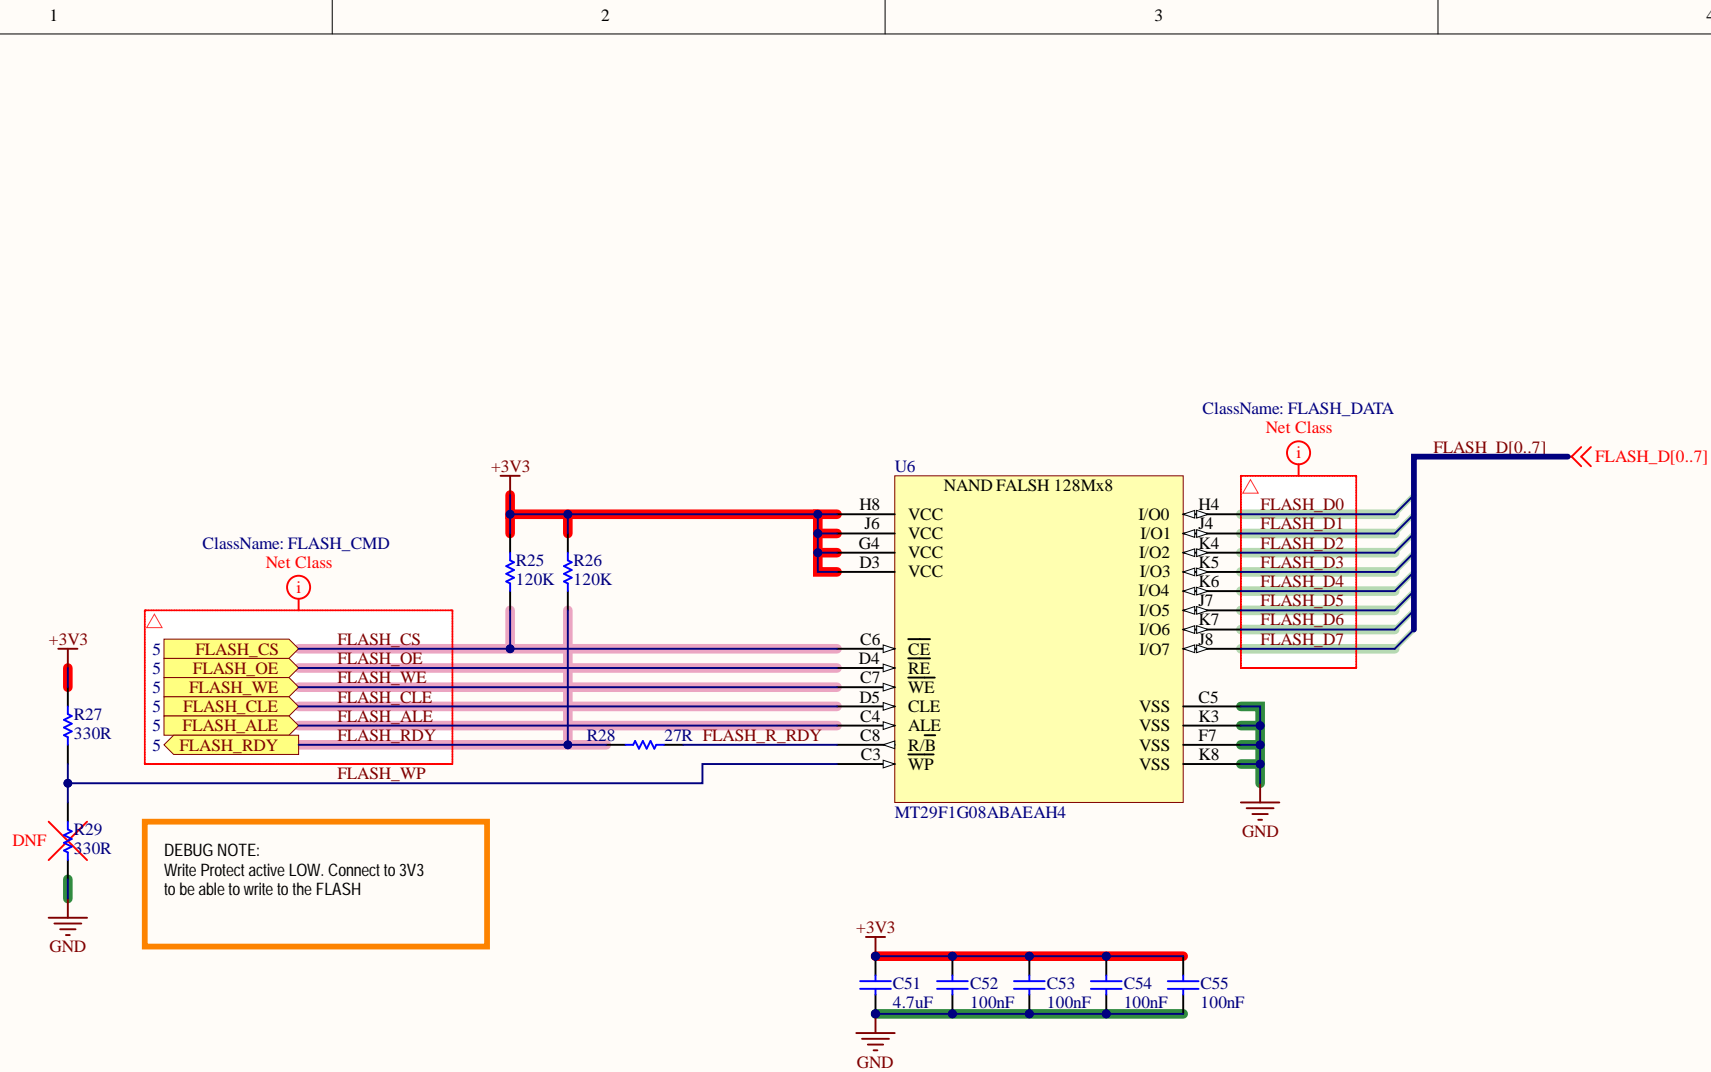 1 2 3 4
ClassName: FLASH_DATA
Net Class
i
FLASH_D[0..7]
FLASH_D[0..7]
+3V3
U6
NAND FALSH 128Mx8
H8 VCC I/O0 H4 FLASH_D0
J6 VCC I/O1 J4 FLASH_D1
G4 VCC I/O2 K4 FLASH_D2
D3 VCC I/O3 K5 FLASH_D3
I/O4 K6 FLASH_D4
I/O5 J7 FLASH_D5
I/O6 K7 FLASH_D6
I/O7 J8 FLASH_D7
ClassName: FLASH_CMD
Net Class
i
R25
120K
R26
120K
5 FLASH_CS FLASH_CS C6 CE
5 FLASH_OE FLASH_OE D4 RE
5 FLASH_WE FLASH_WE C7 WE
5 FLASH_CLE FLASH_CLE D5 CLE VSS C5
5 FLASH_ALE FLASH_ALE C4 ALE VSS K3
5 FLASH_RDY FLASH_RDY R28 27R FLASH_R_RDY C8 R/B VSS F7
C3 WP VSS K8
FLASH_WP
+3V3
R27
330R
DNF
R29
330R
GND
MT29F1G08ABAEAH4
GND
DEBUG NOTE:
Write Protect active LOW. Connect to 3V3
to be able to write to the FLASH
+3V3
C51 C52 C53 C54 C55
4.7uF 100nF 100nF 100nF 100nF
GND